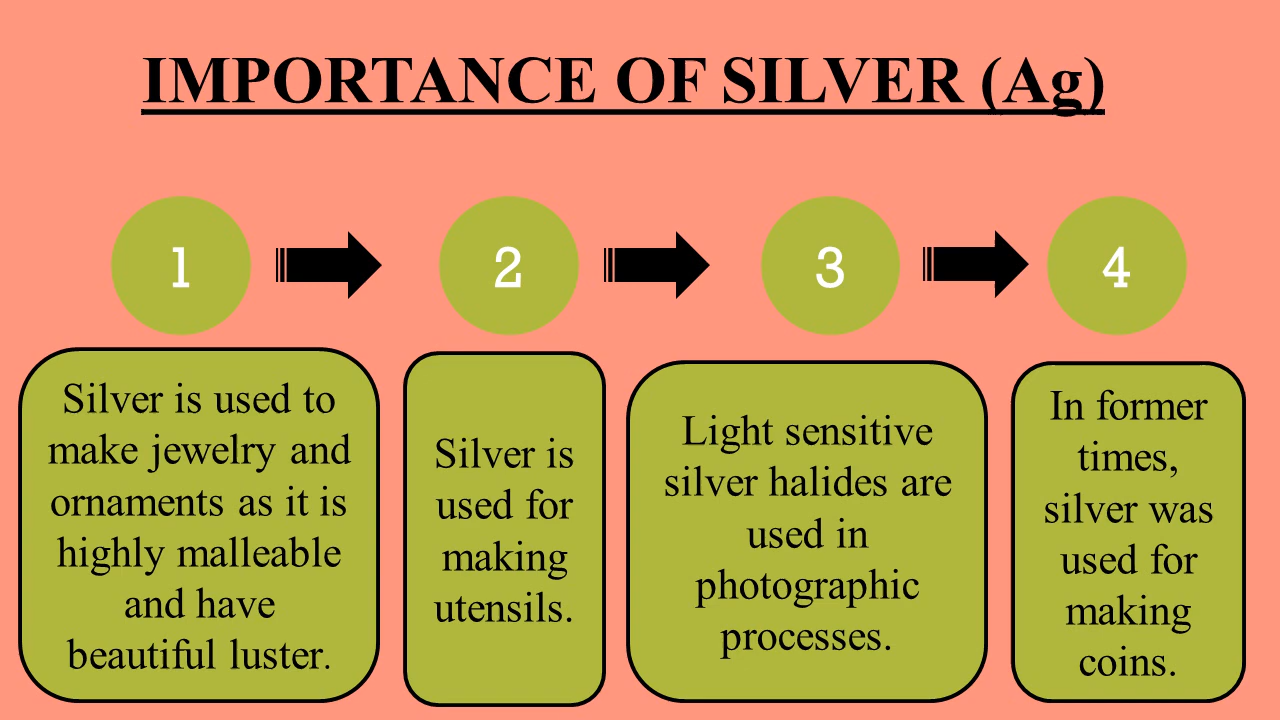 IMPORTANCE OF SILVER (Ag)
1
2
3
4
Silver is used to
make jewelry and
ornaments as it is
highly malleable
and have
beautiful luster.
Silver is
used for
making
utensils.
Light sensitive
silver halides are
used in
photographic
processes.
In former
times,
silver was
used for
making
coins.